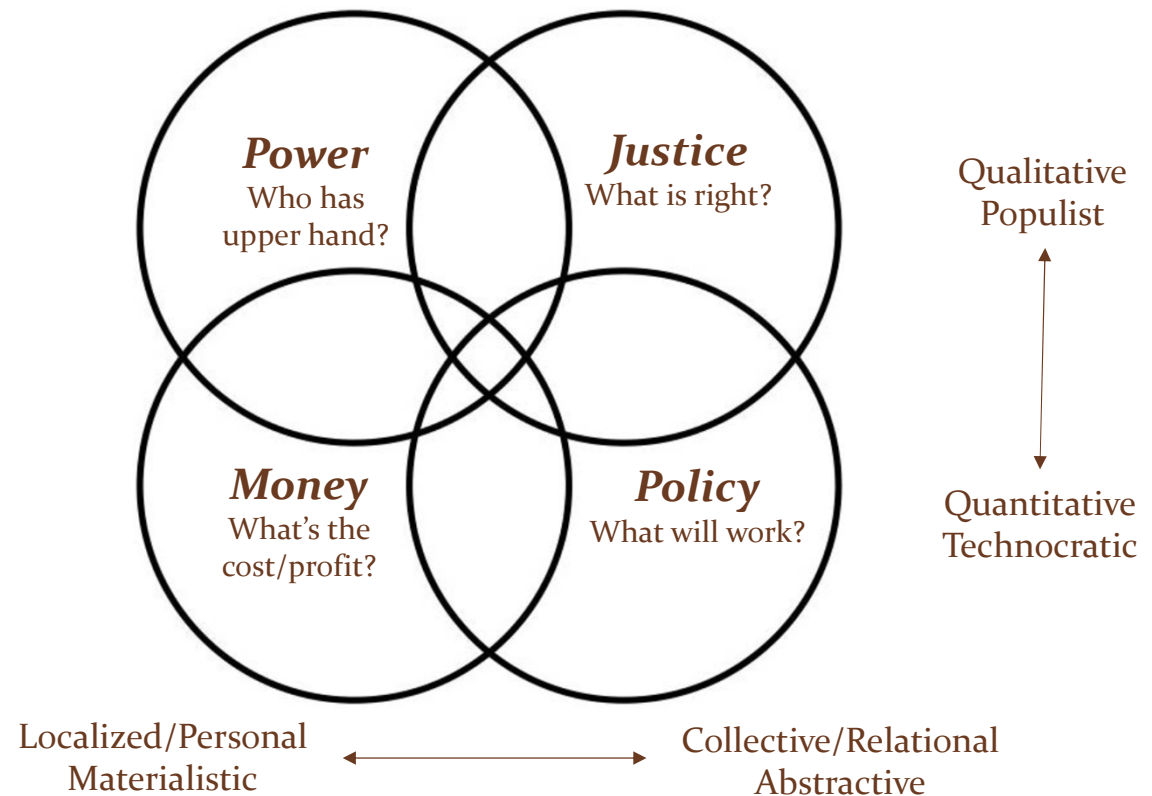 Power
Who has
upper hand?
Justice
What is right?
Qualitative
Populist
Money
What’s the
cost/profit?
Policy
What will work?
Quantitative
Technocratic
Localized/Personal
Materialistic
Collective/Relational
Abstractive